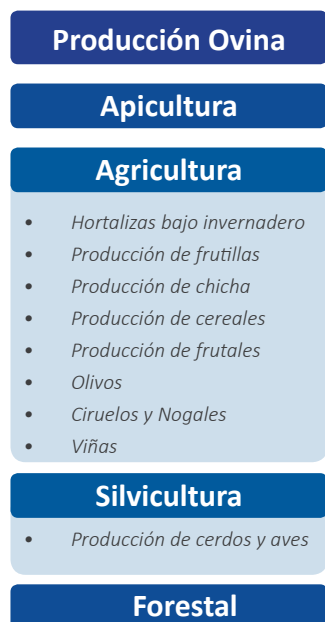 Producción Ovina
Apicultura
Agricultura
• Hortalizas bajo invernadero
• Producción de frutillas
• Producción de chicha
• Producción de cereales
• Producción de frutales
• Olivos
• Ciruelos y Nogales
• Viñas
Silvicultura
• Producción de cerdos y aves
Forestal